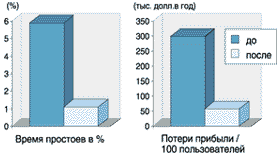 (%)
6
5
4
3
2
1
0
Время простоев в %
(тыс. долл.в год)
350
300
250
200
150
100
50
0
до
после
Потери прибыли /
100 пользователей